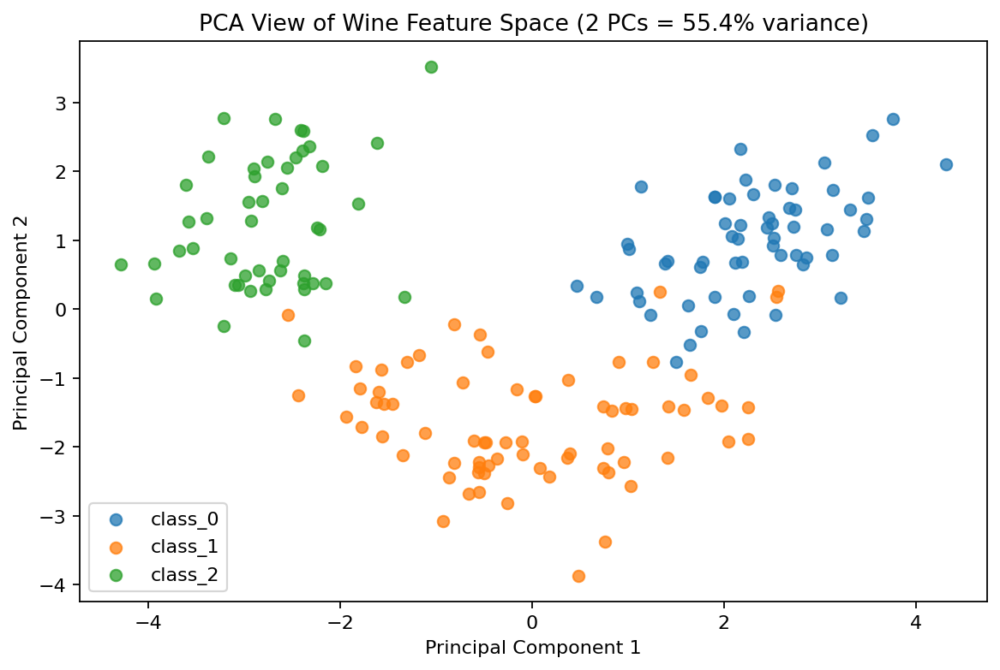 PCA View of Wine Feature Space (2 PCs = 55.4% variance)
Principal Component 2
3
2
1
0
−1
−2
−3
−4
class_0
class_1
class_2
−4
−2
0
2
4
Principal Component 1